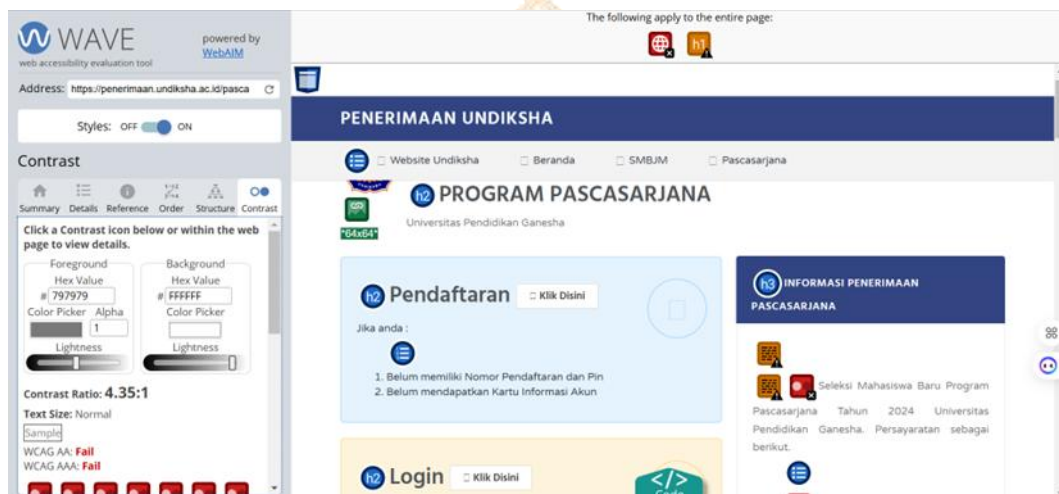 WAVE
powered by
WebAIM
web accessibility evaluation tool
Address: https://penerimaan.undiksha.ac.id/pasca
Styles: OFF ON
Contrast
Summary Details Reference Order Structure Contrast
Click a Contrast icon below or within the web
page to view details.
Foreground
Hex Value
# 797979
Color Picker Alpha
1
Lightness
Background
Hex Value
# FFFFFF
Color Picker
Lightness
Contrast Ratio: 4.35:1
Text Size: Normal
Sample
WCAG AA: Fail
WCAG AAA: Fail
The following apply to the entire page:
h1
PENERIMAAN UNDIKSHA
Website Undiksha Beranda SMBJM Pascasarjana
*64x64*
h2 PROGRAM PASCASARJANA
Universitas Pendidikan Ganesha
h2 Pendaftaran Klik Disini
Jika anda :
1. Belum memiliki Nomor Pendaftaran dan Pin
2. Belum mendapatkan Kartu Informasi Akun
h2 Login Klik Disini
</>
Code
h3 INFORMASI PENERIMAAN
PASCASARJANA
Seleksi Mahasiswa Baru Program
Pascasarjana Tahun 2024 Universitas
Pendidikan Ganesha. Persayaratan sebagai
berikut.